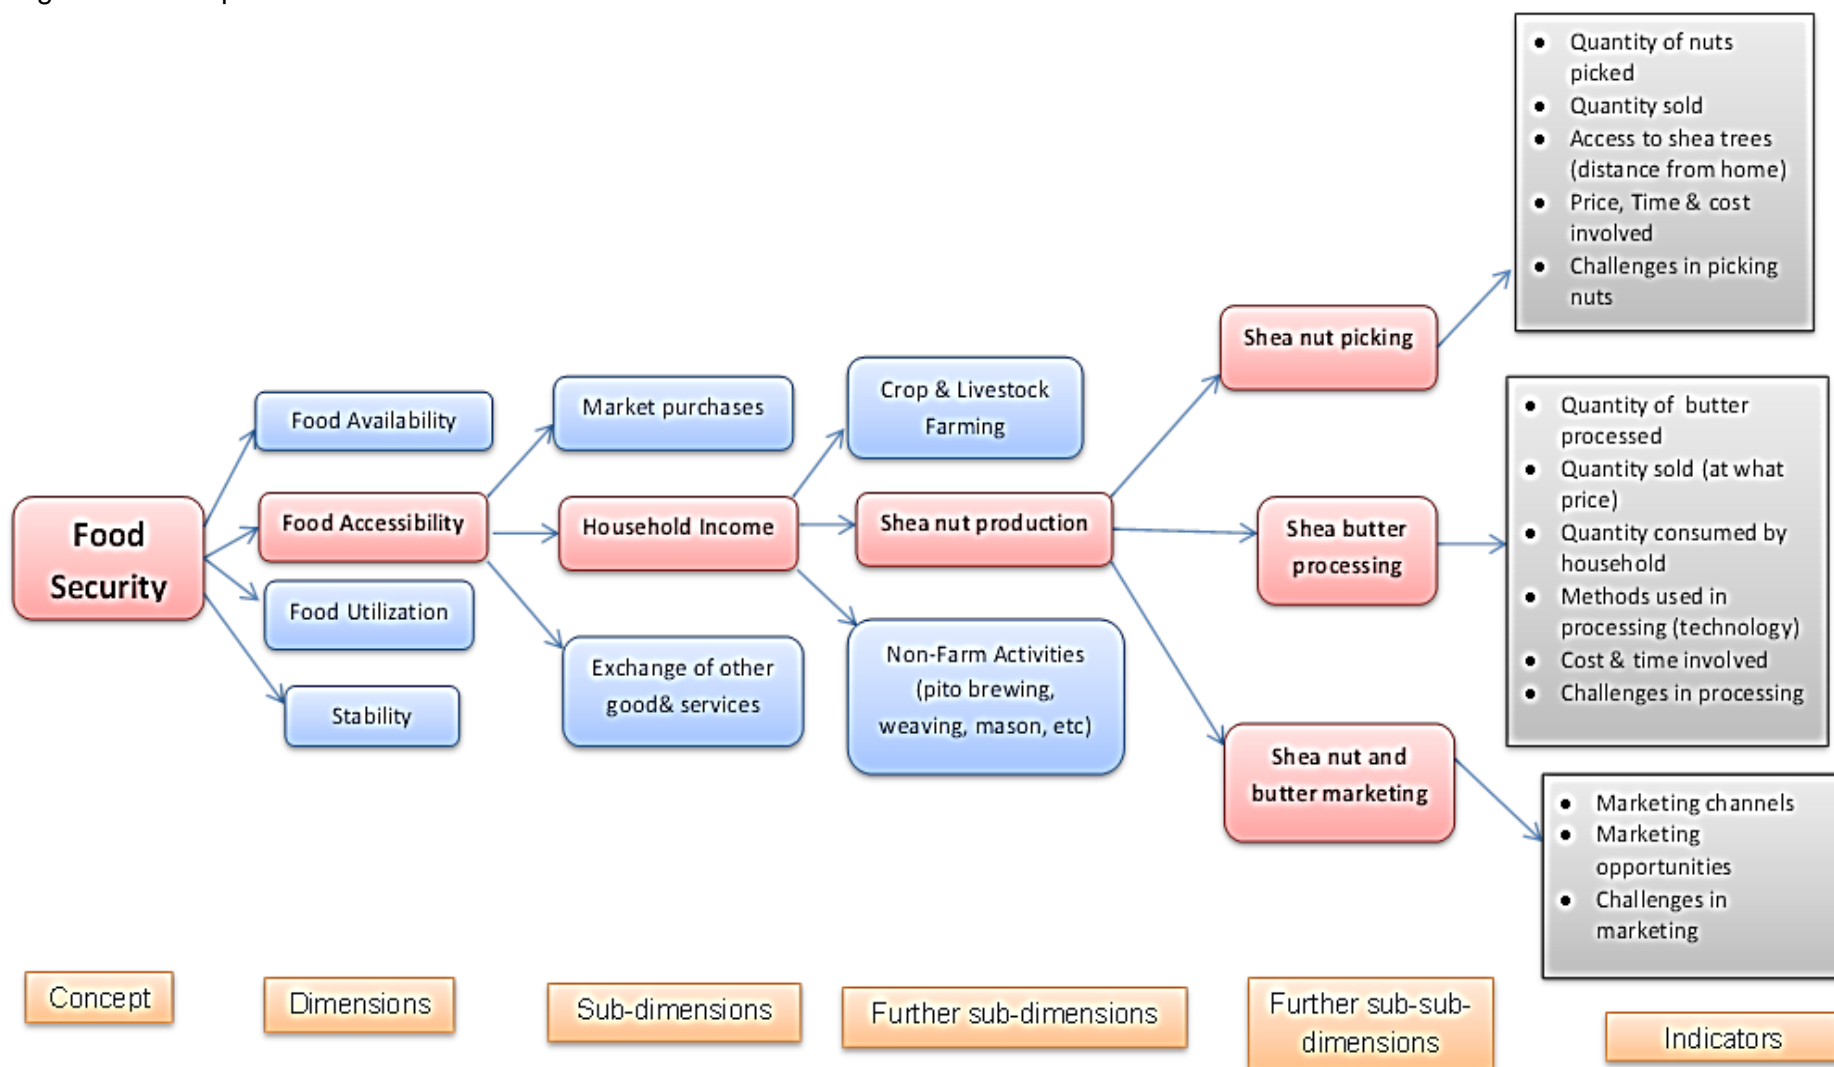 Food
Security
Food Availability
Food Accessibility
Food Utilization
Stability
Market purchases
Household Income
Exchange of other
good& services
Crop & Livestock
Farming
Shea nut production
Non-Farm Activities
(pito brewing,
weaving, mason, etc)
Shea nut picking
Shea butter
processing
Shea nut and
butter marketing
● Quantity of nuts
picked
● Quantity sold
● Access to shea trees
(distance from home)
● Price, Time & cost
involved
● Challenges in picking
nuts
● Quantity of butter
processed
● Quantity sold (at what
price)
● Quantity consumed by
household
● Methods used in
processing (technology)
● Cost & time involved
● Challenges in processing
● Marketing channels
● Marketing
opportunities
● Challenges in
marketing
Concept
Dimensions
Sub-dimensions
Further sub-dimensions
Further sub-sub-
dimensions
Indicators